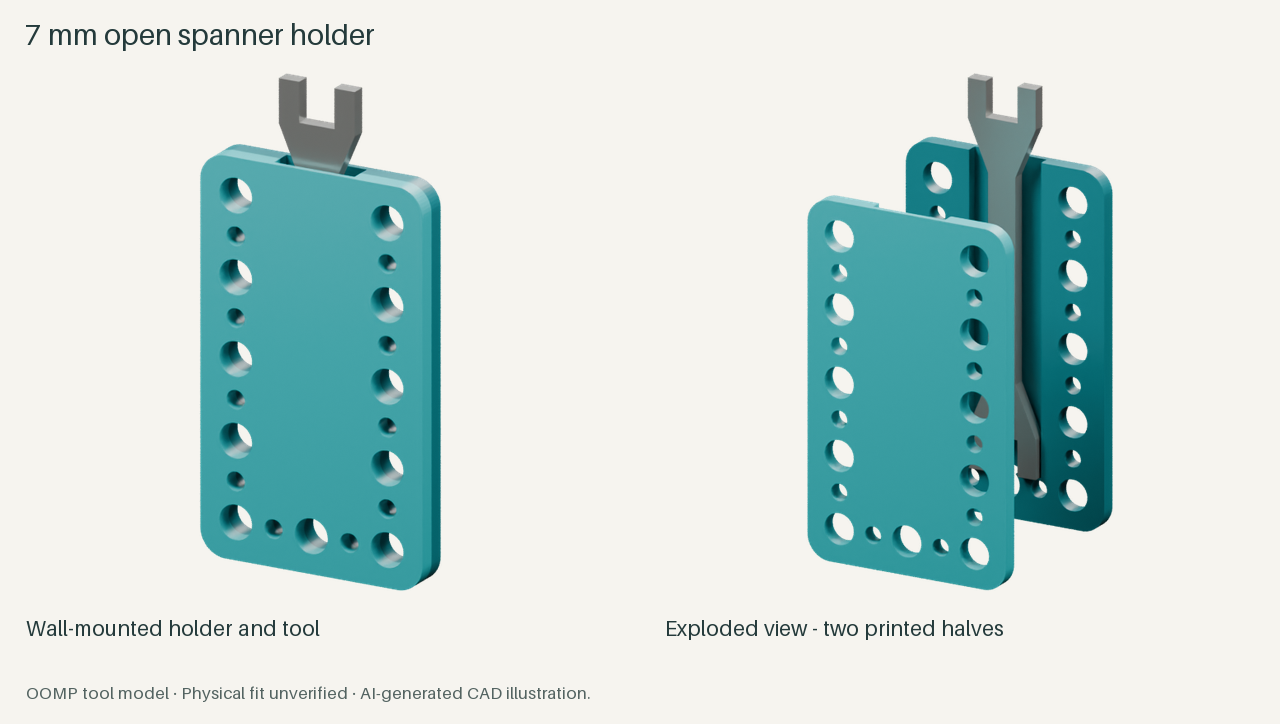 7 mm open spanner holder
Wall-mounted holder and tool
Exploded view - two printed halves
OOMP tool model · Physical fit unverified · AI-generated CAD illustration.